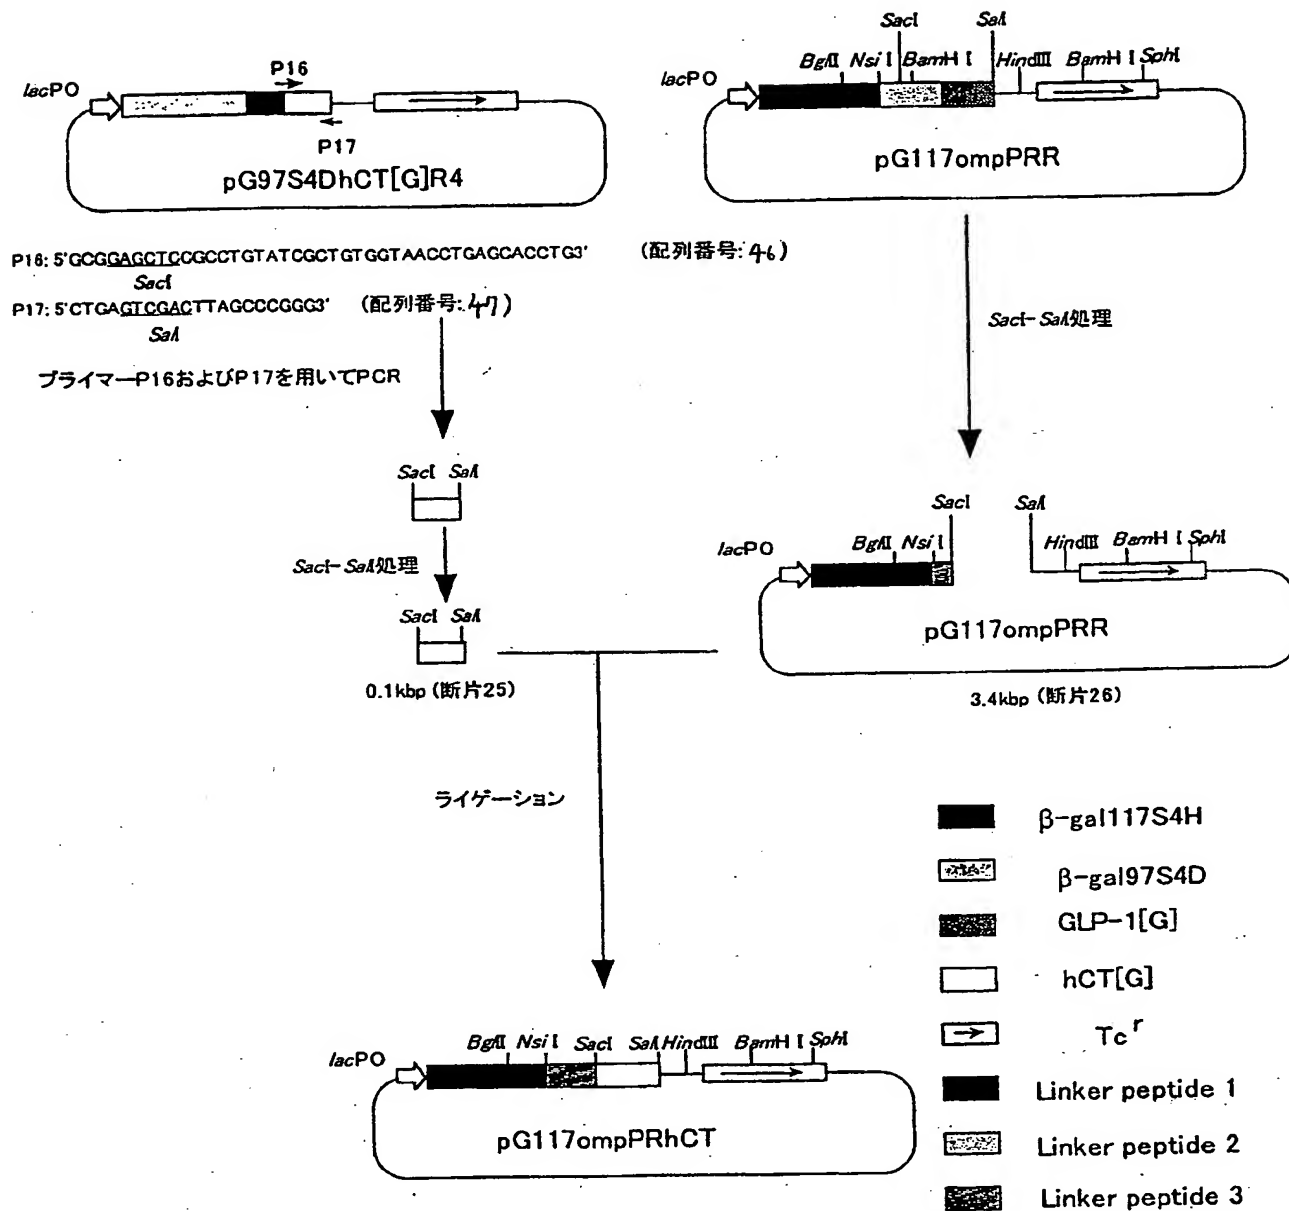 lacPO
P16
P17
pG97S4DhCT[G]R4
lacPO
BglII NsiI SacI BamHI SalI HindIII BamHI SphI
pG117ompPRR
P16: 5'GCGGAGCTCCGCCTGTATCGCTGTGGTAACCTGAGCACCTG3' (配列番号:46)
SacI
P17: 5'CTGAGTCGACTTAGCCCGGG3' (配列番号:47)
SalI
プライマーP16およびP17を用いてPCR
SacI-SalI処理
SacI SalI
SacI-SalI処理
SacI SalI
0.1kbp (断片25)
lacPO
BglII NsiI SacI SalI HindIII BamHI SphI
pG117ompPRR
3.4kbp (断片26)
ライゲーション
lacPO
BglII NsiI SacI SalI HindIII BamHI SphI
pG117ompPRhCT
β-gal117S4H
β-gal97S4D
GLP-1[G]
hCT[G]
Tcʳ
Linker peptide 1
Linker peptide 2
Linker peptide 3